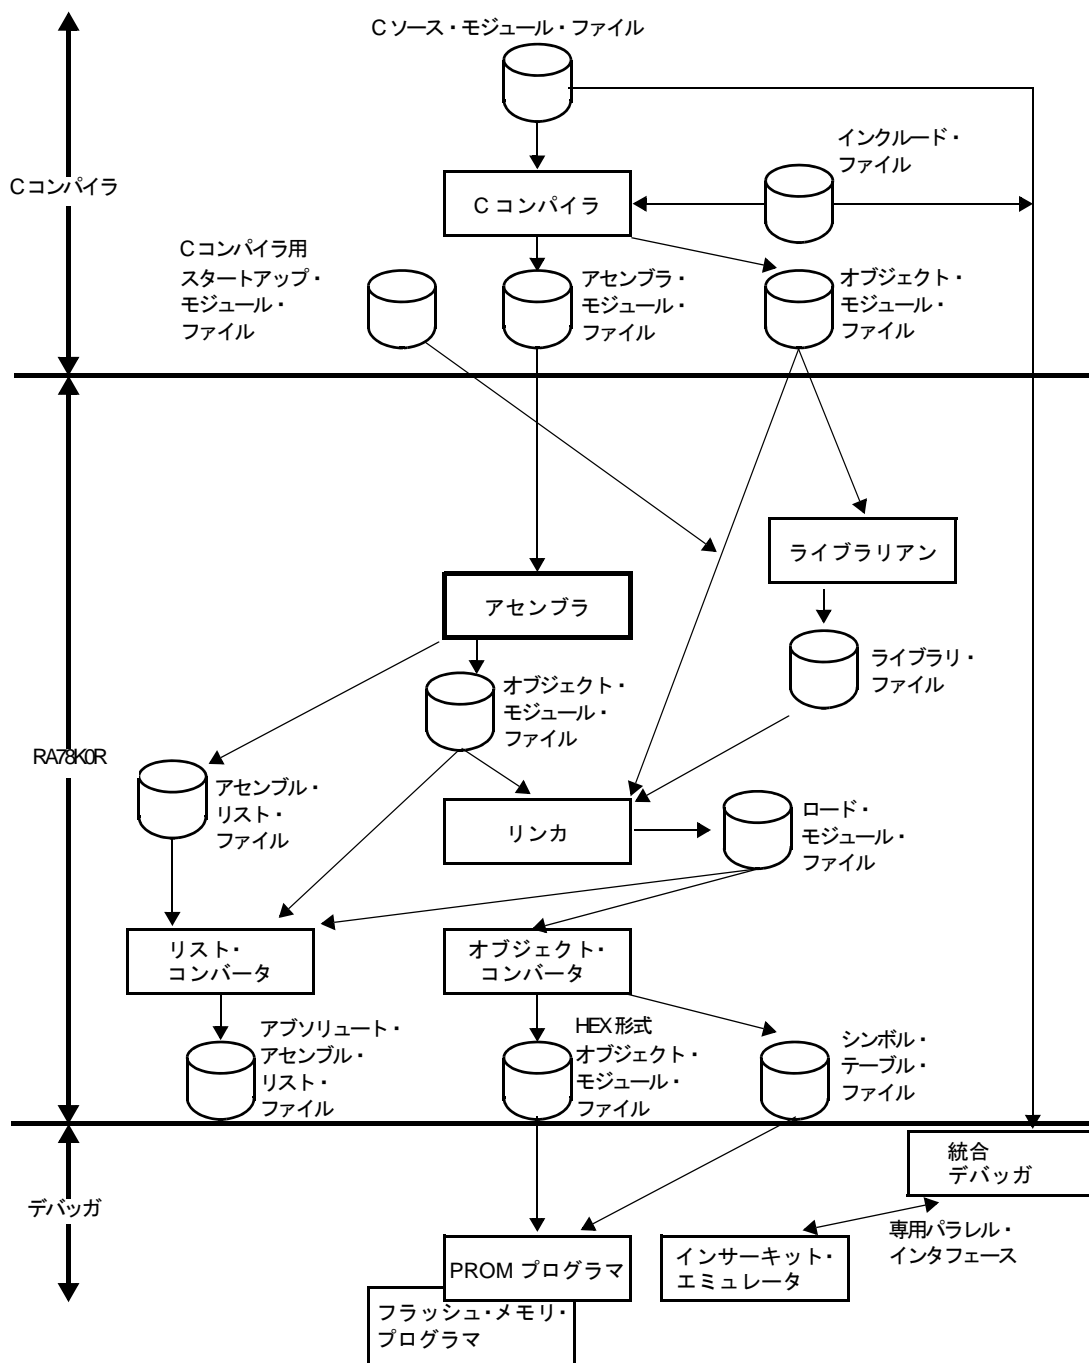 C ソース・モジュール・ファイル
インクルード・
ファイル
C コンパイラ
C コンパイラ
C コンパイラ用
スタートアップ・
モジュール・
ファイル
アセンブラ・
モジュール・
ファイル
オブジェクト・
モジュール・
ファイル
ライブラリアン
アセンブラ
ライブラリ・
ファイル
オブジェクト・
モジュール・
ファイル
RA78K0R
アセンブル・
リスト・
ファイル
リンカ
ロード・
モジュール・
ファイル
リスト・
コンバータ
オブジェクト・
コンバータ
アブソリュート・
アセンブル・
リスト・
ファイル
HEX 形式
オブジェクト・
モジュール・
ファイル
シンボル・
テーブル・
ファイル
統合
デバッガ
デバッガ
専用パラレル・
インタフェース
PROM プログラマ
インサーキット・
エミュレータ
フラッシュ・メモリ・
プログラマ